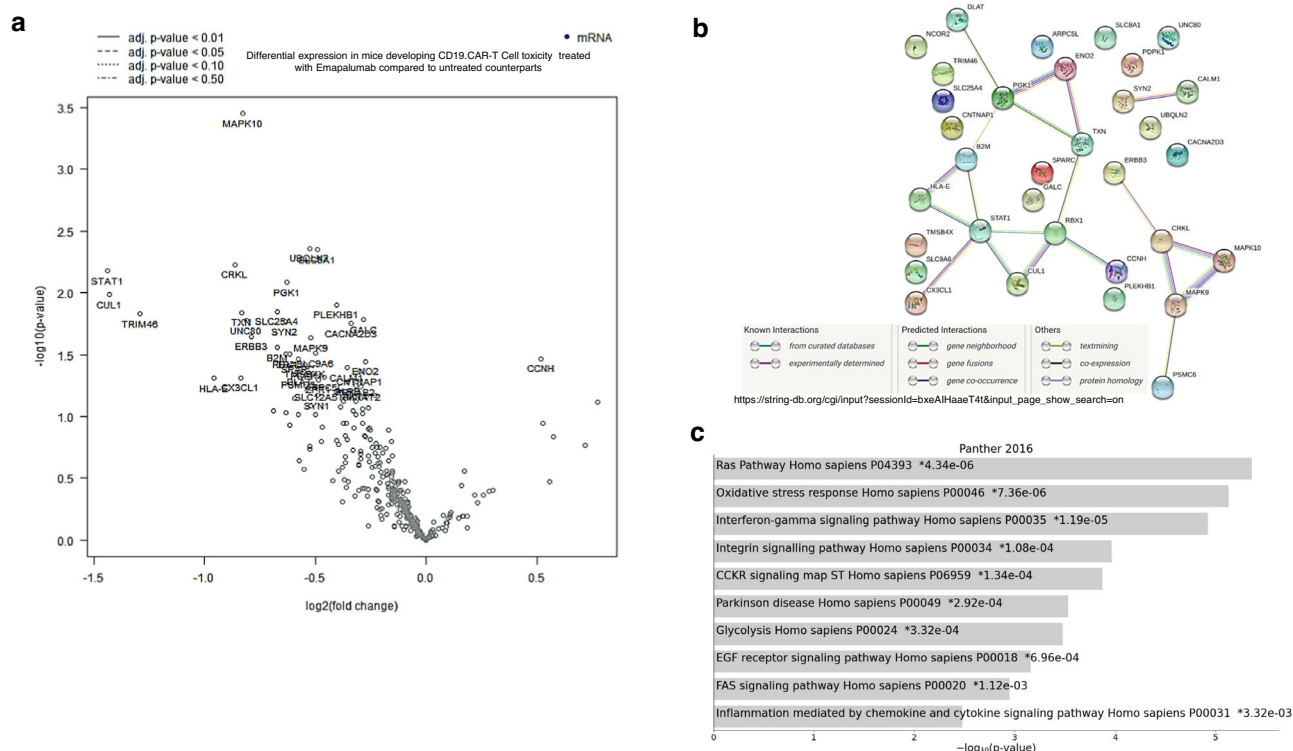 a
adj. p-value < 0.01
adj. p-value < 0.05
adj. p-value < 0.10
adj. p-value < 0.50
mRNA
Differential expression in mice developing CD19.CAR-T Cell toxicity treated
with Emapalumab compared to untreated counterparts
3.5
3.0
2.5
2.0
1.5
1.0
0.5
0.0
-log10(p-value)
MAPK10
UBQLN2
SLC8A1
CRKL
STAT1
PGK1
CUL1
TRIM46
PLEKHB1
TXN
SLC25A4
UNC80
SYN2
GALC
CACNA2D3
ERBB3
MAPK9
B2M
SLC9A6
ENO2
CCNH
HLA-E
CX3CL1
CALM1
CNTNAP1
SLC12A5
SYN1
-1.5
-1.0
-0.5
0.0
0.5
log2(fold change)
b
DLAT
NCOR2
ARPC5L
SLC8A1
UNC80
TRIM46
ENO2
PDPK1
SLC25A4
PGK1
SYN2
CALM1
CNTNAP1
UBQLN2
TXN
CACNA2D3
B2M
SPARC
ERBB3
HLA-E
GALC
STAT1
RBX1
TMSB4X
CRKL
MAPK10
SLC9A6
CCNH
CUL1
CX3CL1
PLEKHB1
MAPK9
PSMC6
Known Interactions
from curated databases
experimentally determined
Predicted Interactions
gene neighborhood
gene fusions
gene co-occurrence
Others
textmining
co-expression
protein homology
https://string-db.org/cgi/input?sessionId=bxeAIHaaeT4t&input_page_show_search=on
c
Panther 2016
Ras Pathway Homo sapiens P04393 *4.34e-06
Oxidative stress response Homo sapiens P00046 *7.36e-06
Interferon-gamma signaling pathway Homo sapiens P00035 *1.19e-05
Integrin signalling pathway Homo sapiens P00034 *1.08e-04
CCKR signaling map ST Homo sapiens P06959 *1.34e-04
Parkinson disease Homo sapiens P00049 *2.92e-04
Glycolysis Homo sapiens P00024 *3.32e-04
EGF receptor signaling pathway Homo sapiens P00018 *6.96e-04
FAS signaling pathway Homo sapiens P00020 *1.12e-03
Inflammation mediated by chemokine and cytokine signaling pathway Homo sapiens P00031 *3.32e-03
0 1 2 3 4 5
−log₁₀(p-value)